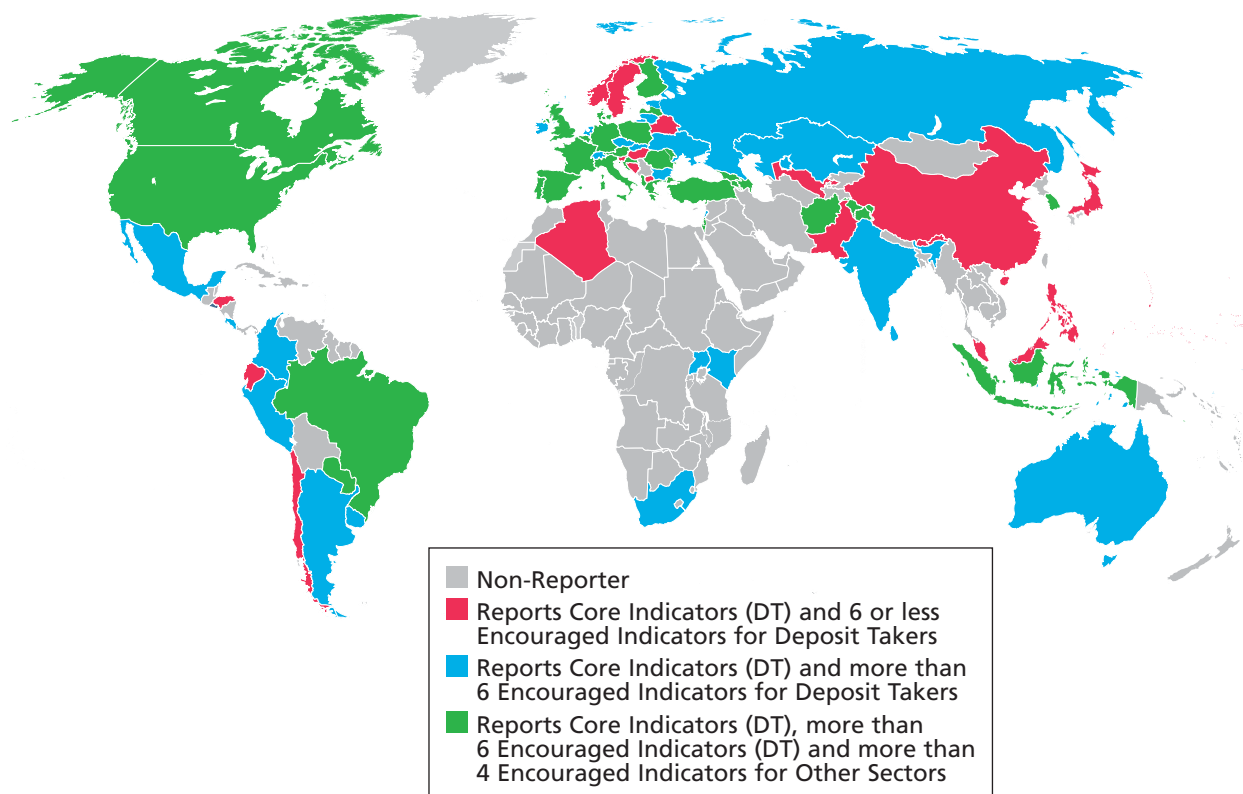 Non-Reporter
Reports Core Indicators (DT) and 6 or less
Encouraged Indicators for Deposit Takers
Reports Core Indicators (DT) and more than
6 Encouraged Indicators for Deposit Takers
Reports Core Indicators (DT), more than
6 Encouraged Indicators (DT) and more than
4 Encouraged Indicators for Other Sectors